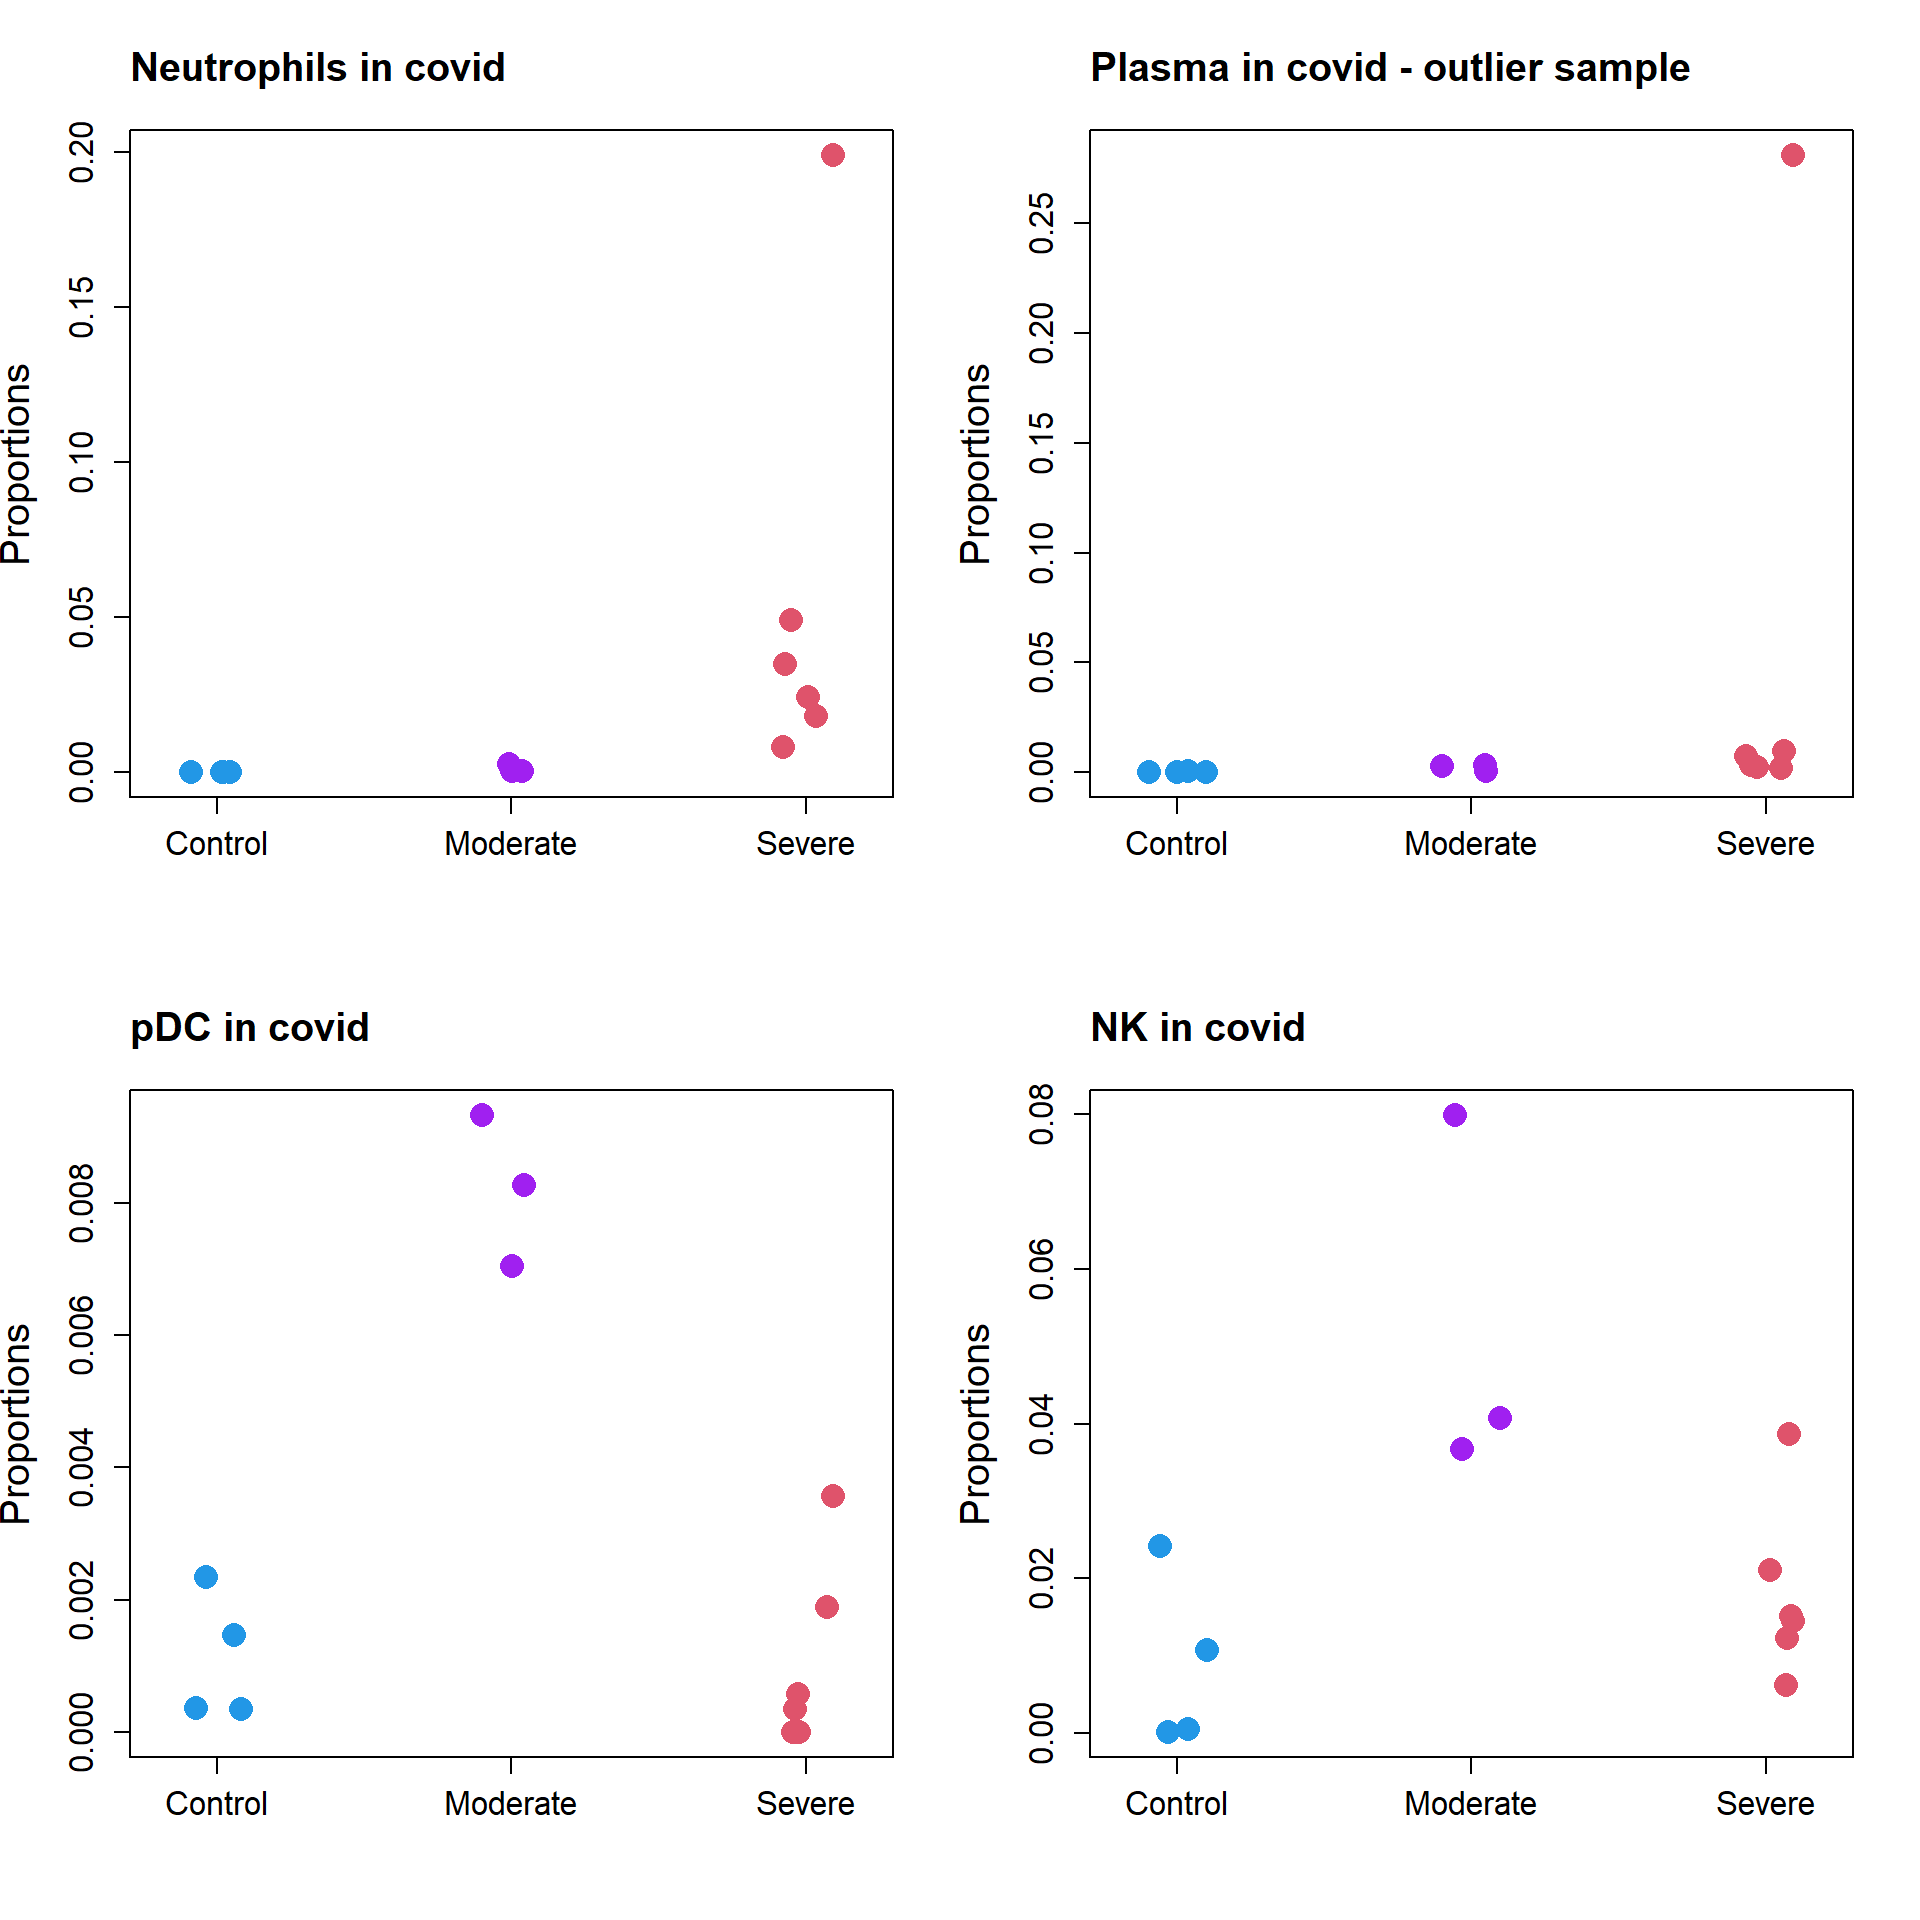 Neutrophils in covid
Proportions
0.20
0.15
0.10
0.05
0.00
Control Moderate Severe
Plasma in covid - outlier sample
Proportions
0.25
0.20
0.15
0.10
0.05
0.00
Control Moderate Severe
pDC in covid
Proportions
0.008
0.006
0.004
0.002
0.000
Control Moderate Severe
NK in covid
Proportions
0.08
0.06
0.04
0.02
0.00
Control Moderate Severe